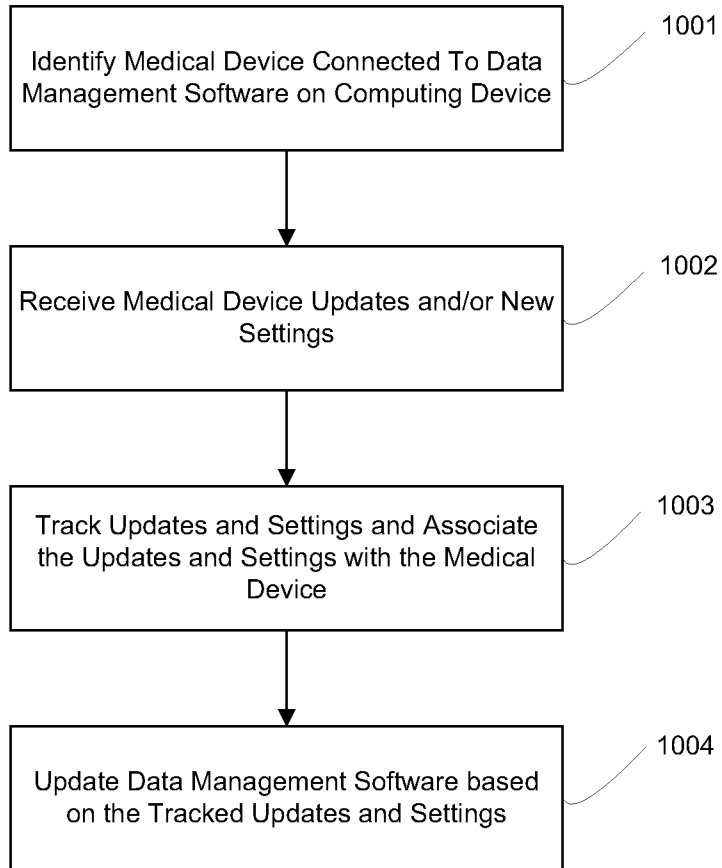 1001
Identify Medical Device Connected To Data
Management Software on Computing Device
1002
Receive Medical Device Updates and/or New
Settings
1003
Track Updates and Settings and Associate
the Updates and Settings with the Medical
Device
1004
Update Data Management Software based
on the Tracked Updates and Settings